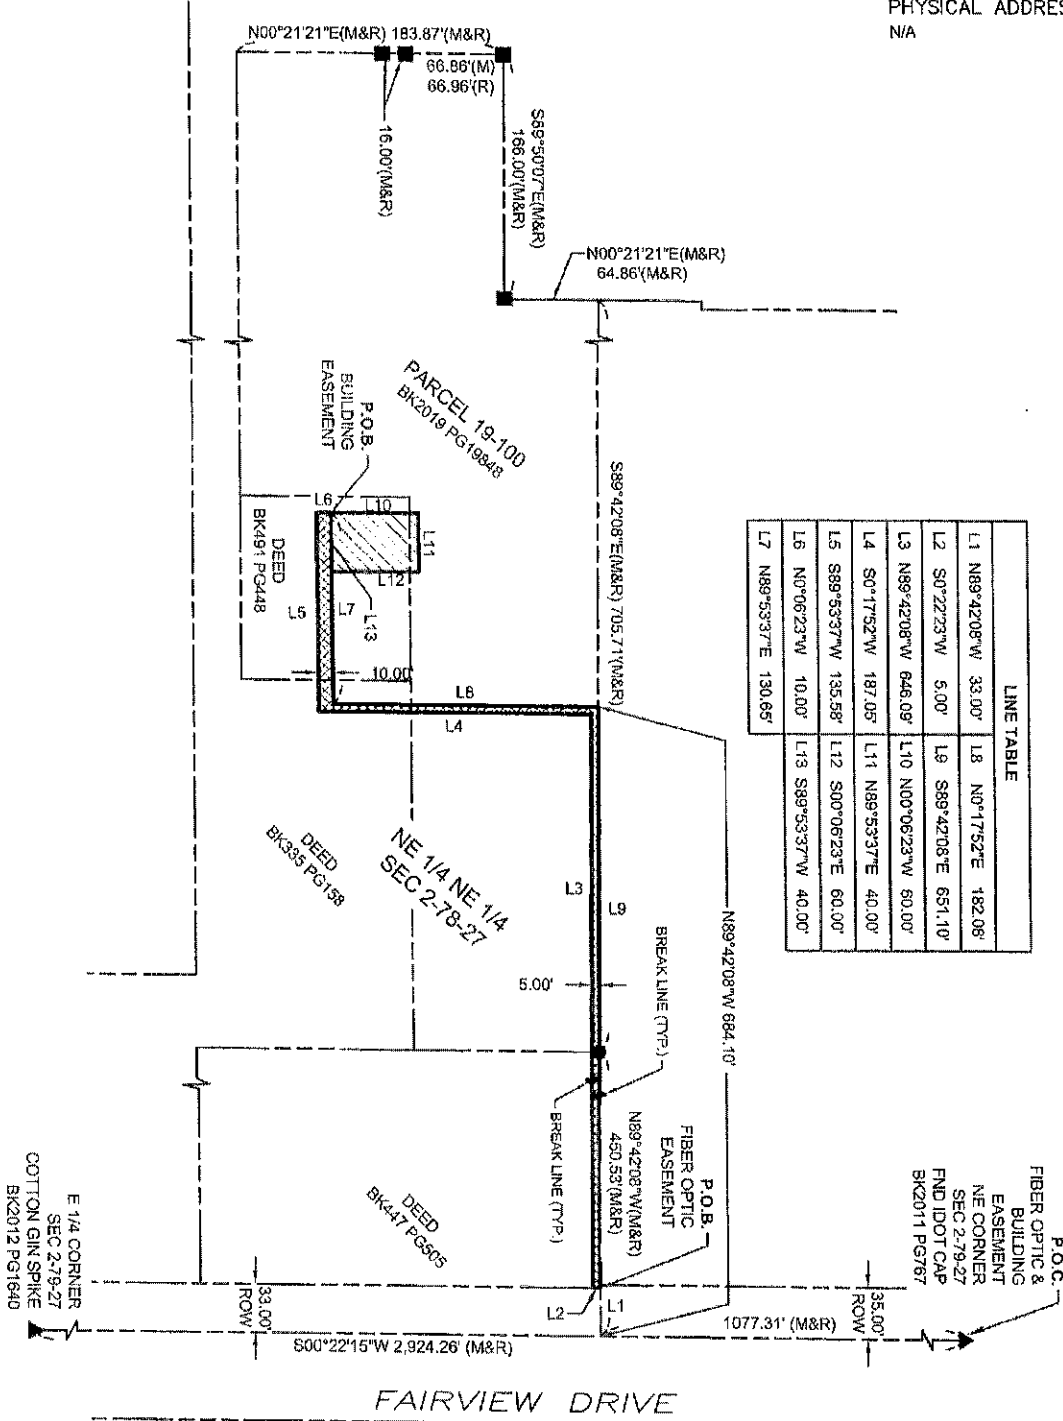 PHYSICAL ADDRES
N/A
N00°21'21"E(M&R) 183.87'(M&R)
66.86'(M)
66.96'(R)
16.00'(M&R)
S89°50'07"E(M&R)
166.00'(M&R)
N00°21'21"E(M&R)
64.86'(M&R)
S89°42'08"E(M&R) 705.71'(M&R)
PARCEL 19-100
BK2019 PG19848
P.O.B.
BUILDING
EASEMENT
L6
L10
L11
L12
L7
L13
L5
DEED
BK491 PG448
10.00'
L8
L4
LINE TABLE
L1 N89°42'08"W 33.00' L8 N0°17'52"E 182.06'
L2 S0°22'23"W 5.00' L9 S89°42'08"E 651.10'
L3 N89°42'08"W 646.09' L10 N00°06'23"W 60.00'
L4 S0°17'52"W 187.05' L11 N89°53'37"E 40.00'
L5 S89°53'37"W 135.58' L12 S00°06'23"E 60.00'
L6 N0°06'23"W 10.00' L13 S89°53'37"W 40.00'
L7 N89°53'37"E 130.65'
DEED
BK335 PG158
NE 1/4 NE 1/4
SEC 2-78-27
L3
L9
5.00'
BREAK LINE (TYP.)
N89°42'08"W 684.10'
BREAK LINE (TYP.)
N89°42'08"W(M&R)
450.53'(M&R)
P.O.B.
FIBER OPTIC
EASEMENT
DEED
BK447 PG505
P.O.C.
FIBER OPTIC &
BUILDING
EASEMENT
NE CORNER
SEC 2-79-27
FND IDOT CAP
BK2011 PG767
E 1/4 CORNER
SEC 2-79-27
COTTON GIN SPIKE
BK2012 PG1640
33.00'
ROW
L2
L1
35.00'
ROW
1077.31' (M&R)
S00°22'15"W 2,924.26' (M&R)
FAIRVIEW DRIVE